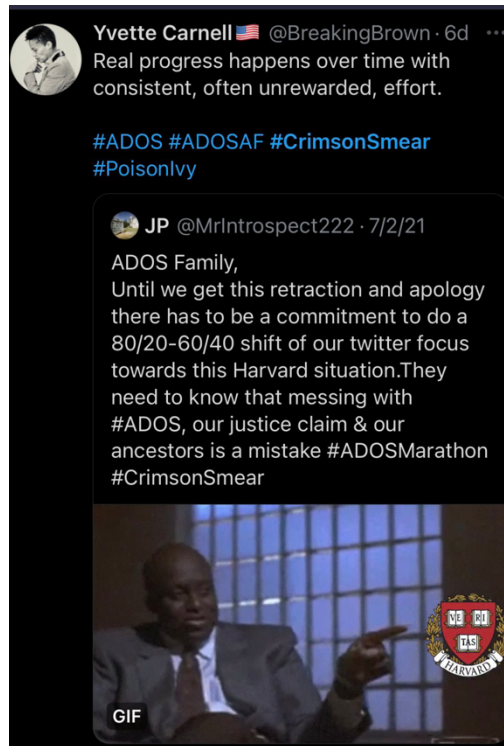 Yvette Carnell🇺🇸 @BreakingBrown · 6d ···
Real progress happens over time with
consistent, often unrewarded, effort.
#ADOS #ADOSAF #CrimsonSmear
#PoisonIvy
JP @MrIntrospect222 · 7/2/21
ADOS Family,
Until we get this retraction and apology
there has to be a commitment to do a
80/20-60/40 shift of our twitter focus
towards this Harvard situation.They
need to know that messing with
#ADOS, our justice claim & our
ancestors is a mistake #ADOSMarathon
#CrimsonSmear
VE RI
TAS
HARVARD
GIF